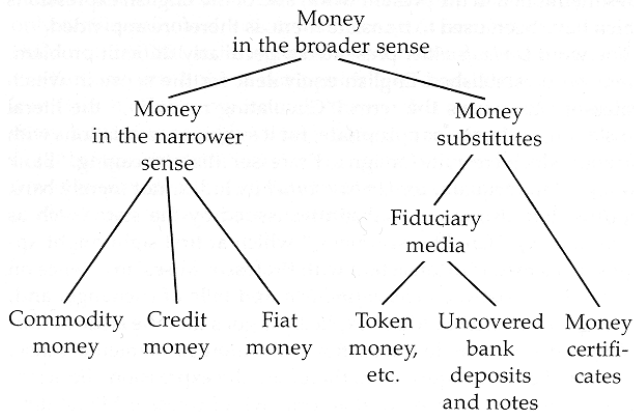 Money
in the broader sense
Money
in the narrower
sense
Money
substitutes
Fiduciary
media
Commodity
money
Credit
money
Fiat
money
Token
money,
etc.
Uncovered
bank
deposits
and notes
Money
certifi-
cates